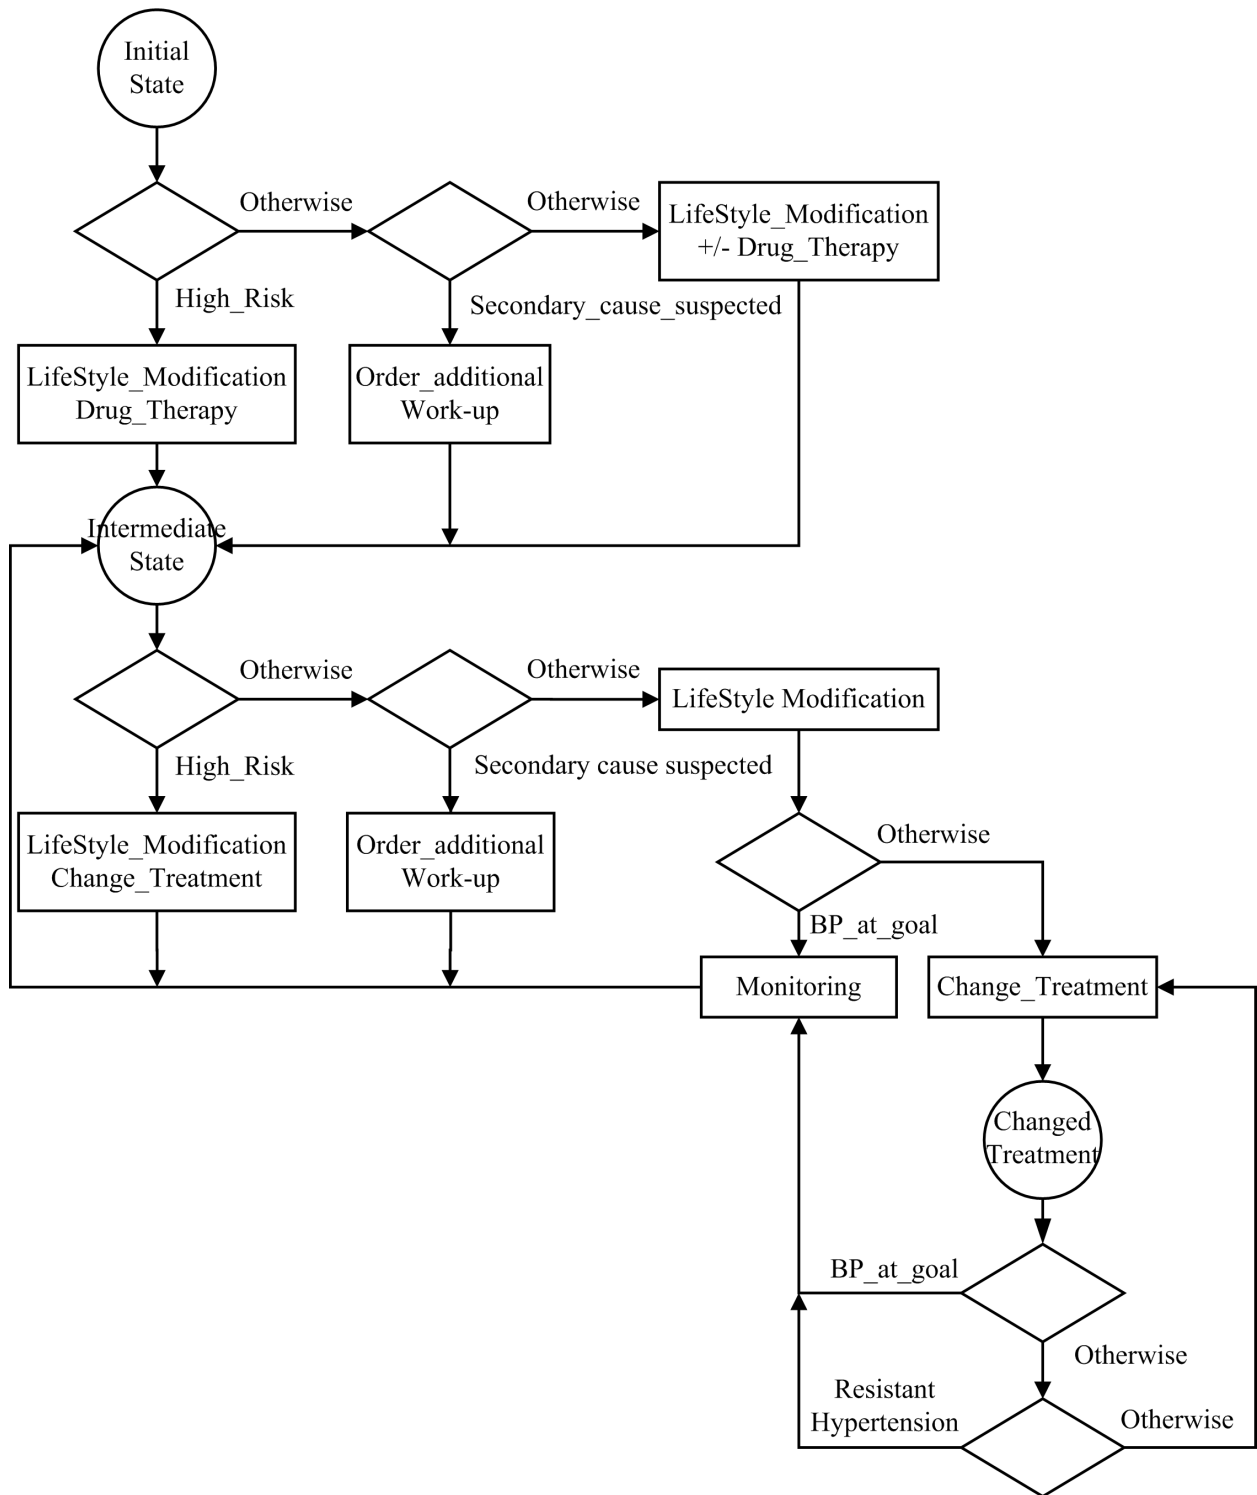 Initial
State
Otherwise
Otherwise
LifeStyle_Modification
+/- Drug_Therapy
High_Risk
Secondary_cause_suspected
LifeStyle_Modification
Drug_Therapy
Order_additional
Work-up
Intermediate
State
Otherwise
Otherwise
LifeStyle Modification
High_Risk
Secondary cause suspected
LifeStyle_Modification
Change_Treatment
Order_additional
Work-up
Otherwise
BP_at_goal
Monitoring
Change_Treatment
Changed
Treatment
BP_at_goal
Otherwise
Resistant
Hypertension
Otherwise